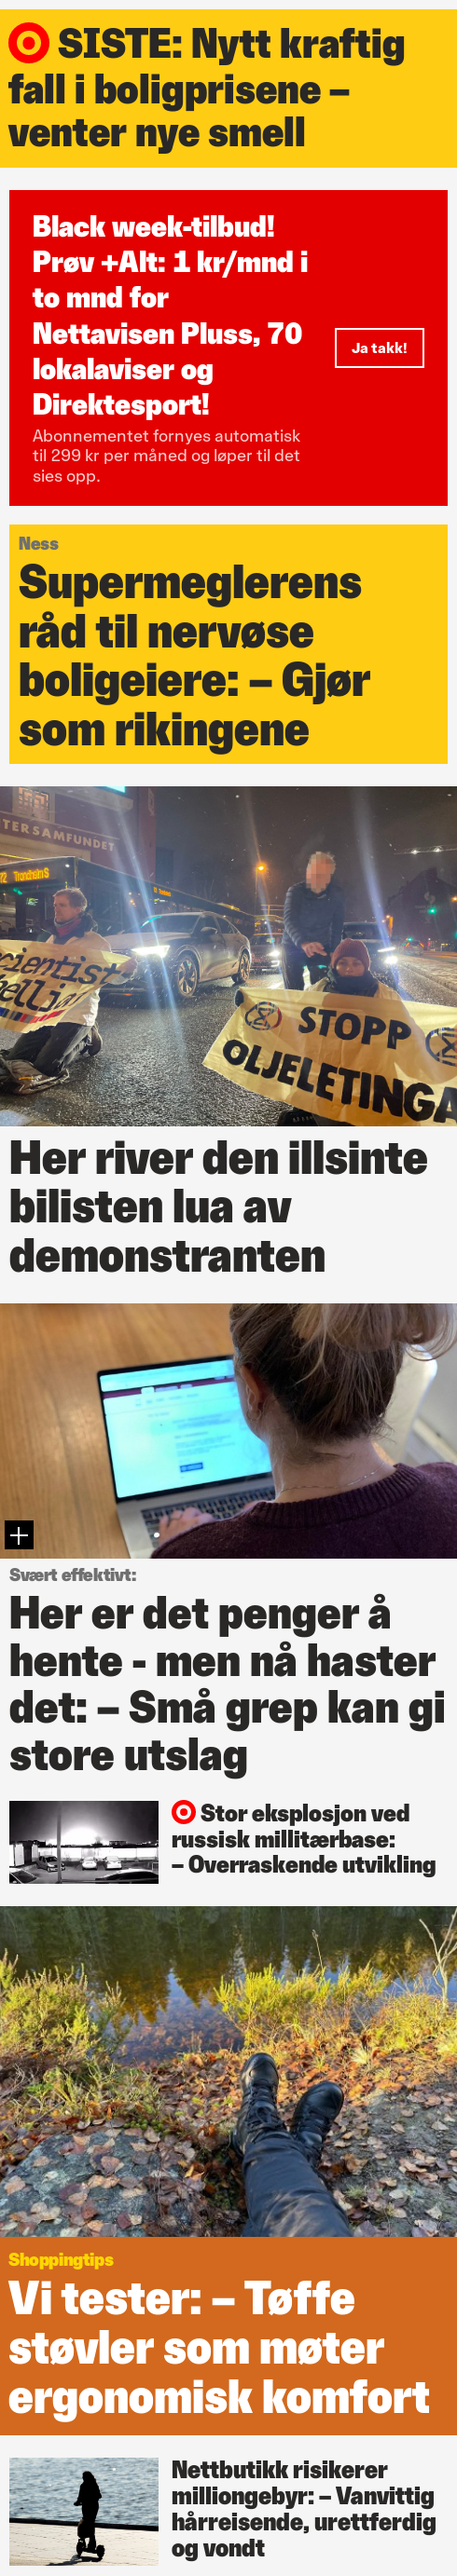 SISTE: Nytt kraftig
fall i boligprisene –
venter nye smell
Black week-tilbud!
Prøv +Alt: 1 kr/mnd i
to mnd for
Nettavisen Pluss, 70
lokalaviser og
Direktesport!
Abonnementet fornyes automatisk
til 299 kr per måned og løper til det
sies opp.
Ja takk!
Ness
Supermeglerens
råd til nervøse
boligeiere: – Gjør
som rikingene
TERSAMFUNDET
72 TrondheimS
STOPP
OLJELETINGA
Her river den illsinte
bilisten lua av
demonstranten
Svært effektivt:
Her er det penger å
hente - men nå haster
det: – Små grep kan gi
store utslag
Stor eksplosjon ved
russisk millitærbase:
– Overraskende utvikling
Shoppingtips
Vi tester: – Tøffe
støvler som møter
ergonomisk komfort
Nettbutikk risikerer
milliongebyr: – Vanvittig
hårreisende, urettferdig
og vondt